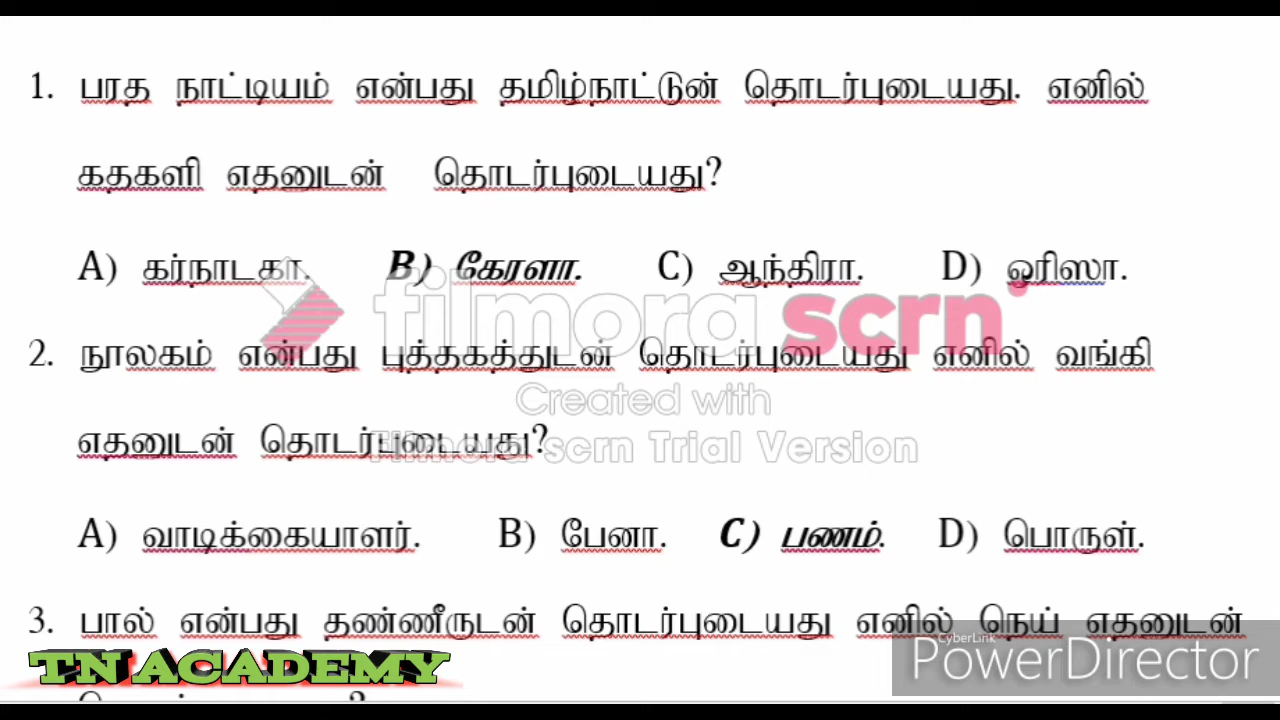 1. பரத நாட்டியம் என்பது தமிழ்நாட்டுன் தொடர்புடையது. எனில்
கதகளி எதனுடன் தொடர்புடையது?
A) கர்நாடகா. B) கேரளா. C) ஆந்திரா. D) ஓரிஸா.
filmora scrn
2. நூலகம் என்பது புத்தகத்துடன் தொடர்புடையது எனில் வங்கி
Created with
எதனுடன் தொடர்புடையது?
Filmora scrn Trial Version
A) வாடிக்கையாளர். B) பேனா. C) பணம். D) பொருள்.
3. பால் என்பது தண்ணீருடன் தொடர்புடையது எனில் நெய் எதனுடன்
CyberLink
PowerDirector
TN ACADEMY